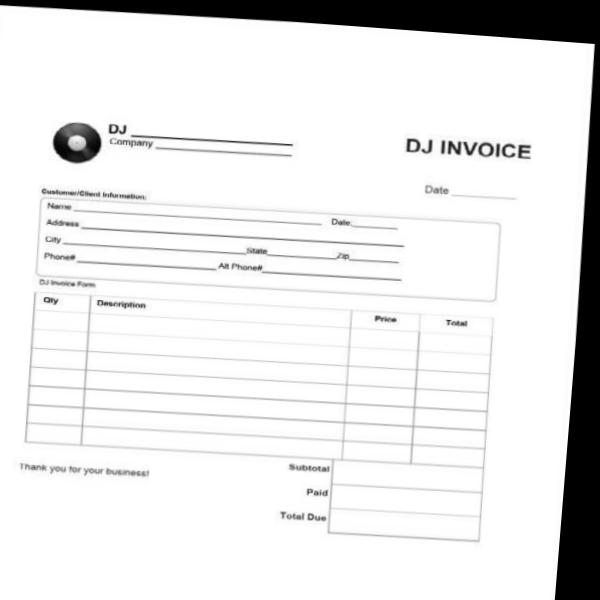 DJ
Company
DJ INVOICE
Date
Customer/Client Information:
Name Date:
Address
City State Zip
Phone# Alt Phone#
DJ Invoice Form
Qty Description Price Total
Subtotal
Thank you for your business!
Paid
Total Due